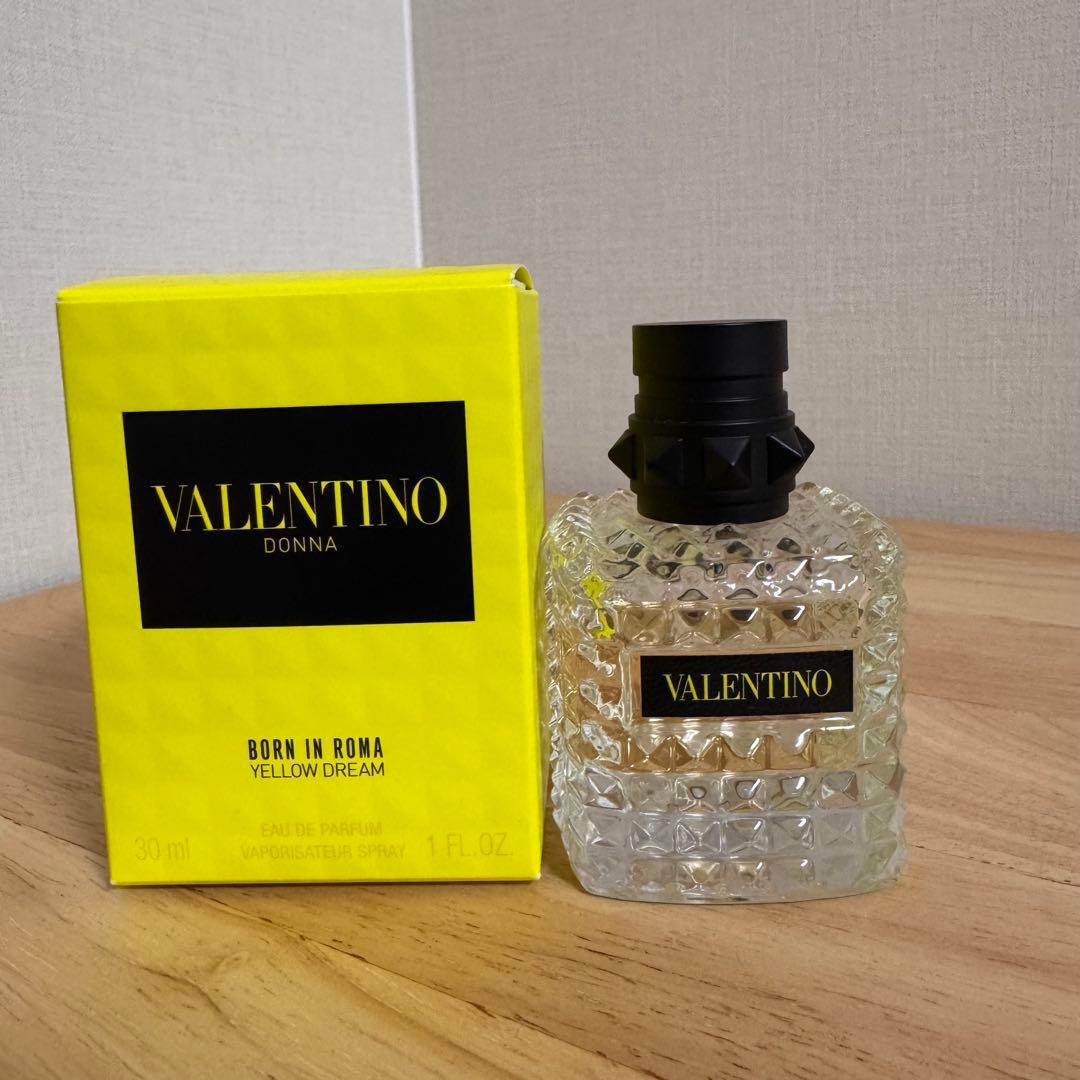 VALENTINO
DONNA
BORN IN ROMA
YELLOW DREAM
EAU DE PARFUM
30 ml VAPORISATEUR SPRAY 1 FL.OZ.
VALENTINO